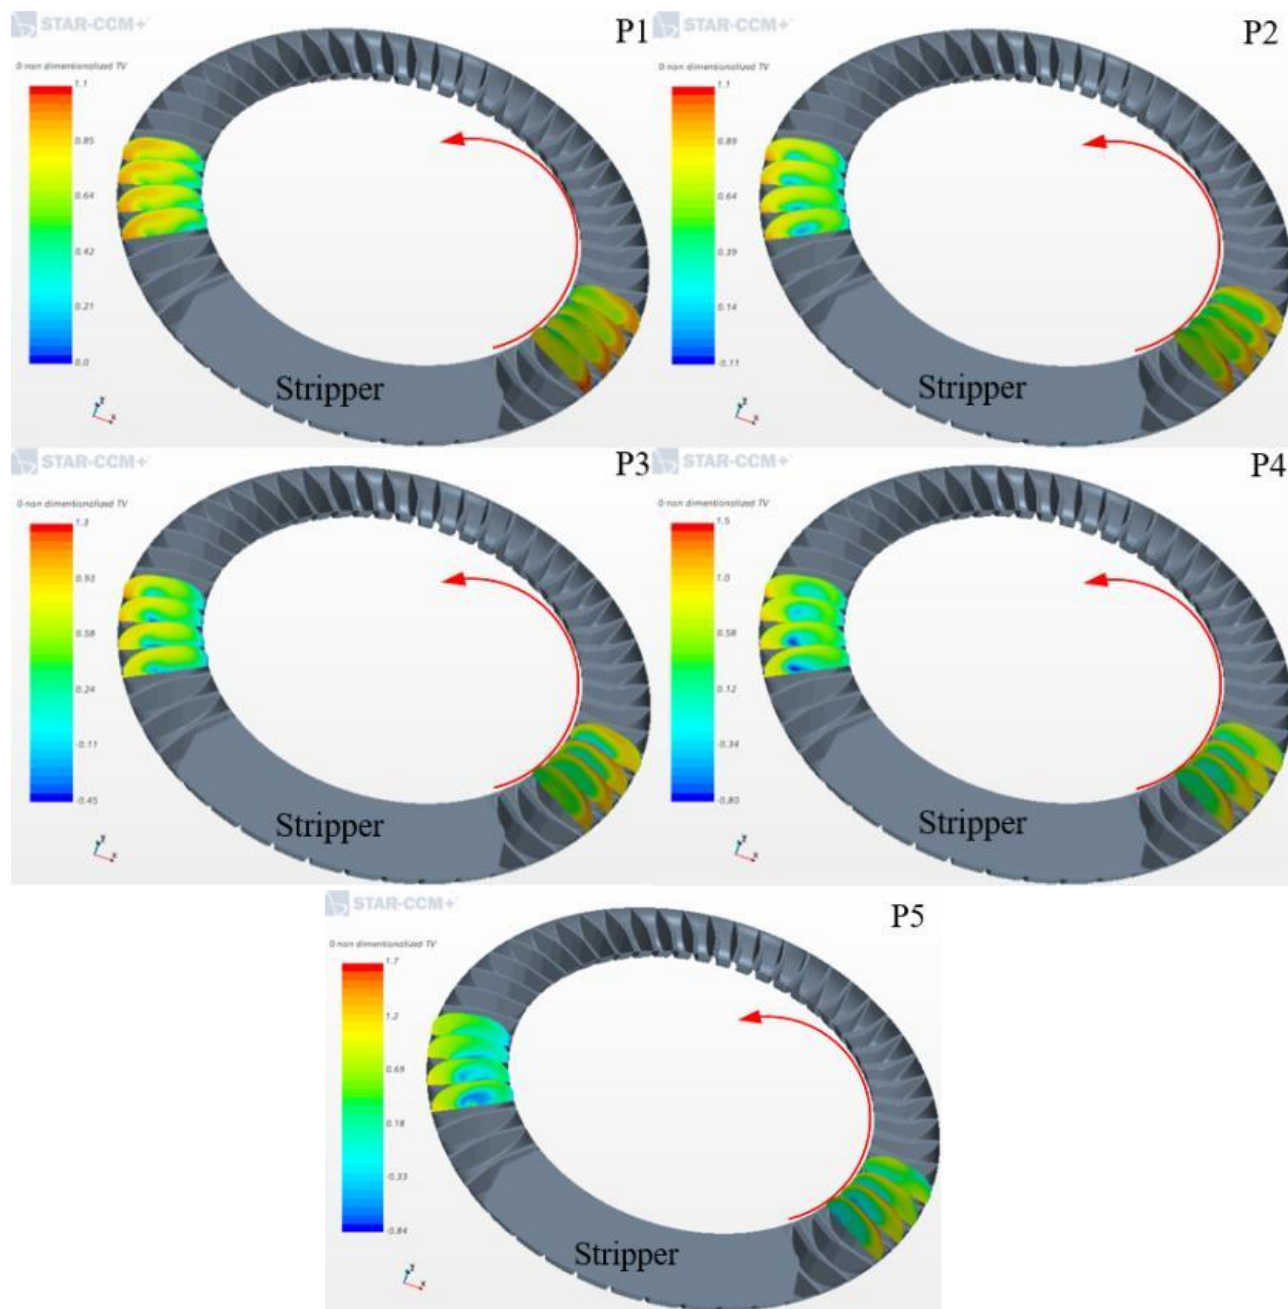 STAR-CCM+
P1
0 non dimentionalized TV
1.1
0.85
0.64
0.42
0.21
0.0
Stripper
y
x
STAR-CCM+
P2
0 non dimentionalized TV
1.1
0.89
0.64
0.39
0.14
-0.11
Stripper
y
x
STAR-CCM+
P3
0 non dimentionalized TV
1.3
0.93
0.58
0.24
-0.11
-0.45
Stripper
y
x
STAR-CCM+
P4
0 non dimentionalized TV
1.5
1.0
0.58
0.12
-0.34
-0.80
Stripper
y
x
STAR-CCM+
P5
0 non dimentionalized TV
1.7
1.2
0.69
0.18
-0.33
-0.84
Stripper
y
x